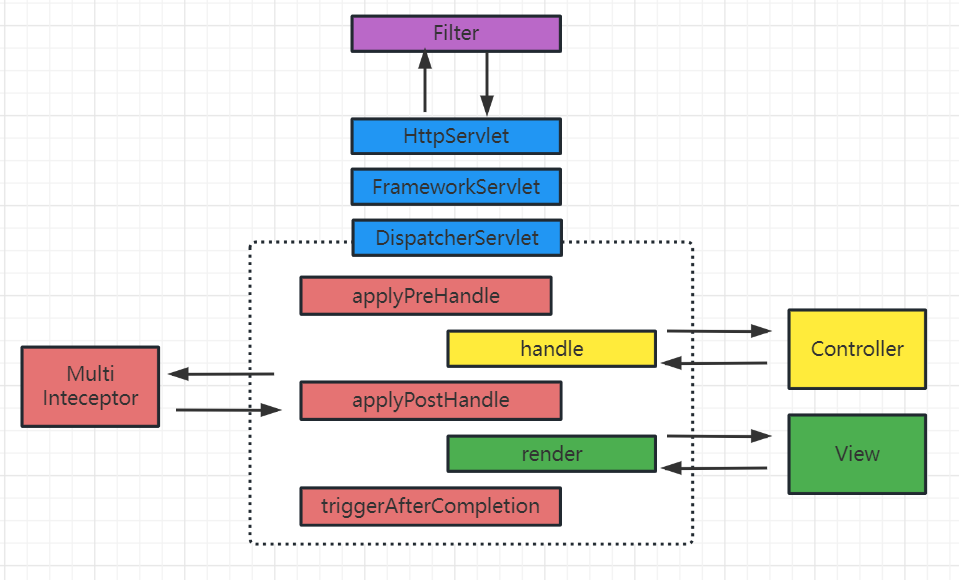 Filter
HttpServlet
FrameworkServlet
DispatcherServlet
applyPreHandle
handle
Controller
Multi
Inteceptor
applyPostHandle
render
View
triggerAfterCompletion